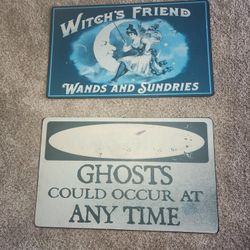 WITCH'S FRIEND
WANDS AND SUNDRIES
GHOSTS
COULD OCCUR AT
ANY TIME